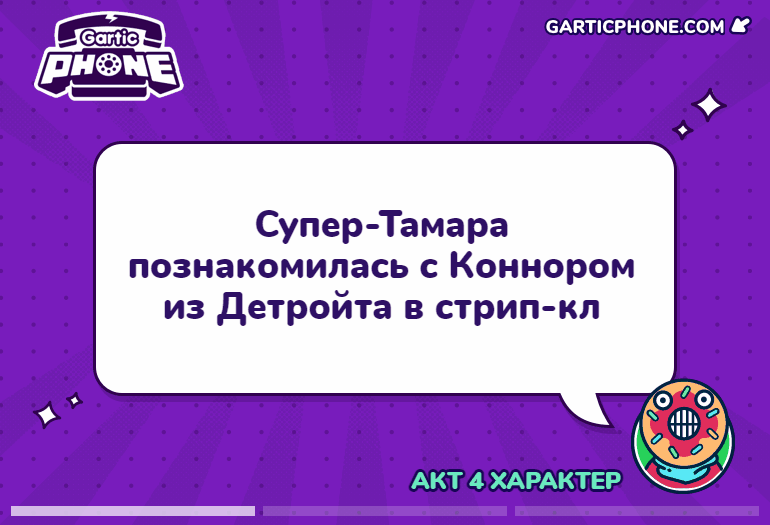 Gartic
PHONE
GARTICPHONE.COM
Супер-Тамара
познакомилась с Коннором
из Детройта в стрип-кл
АКТ 4 ХАРАКТЕР